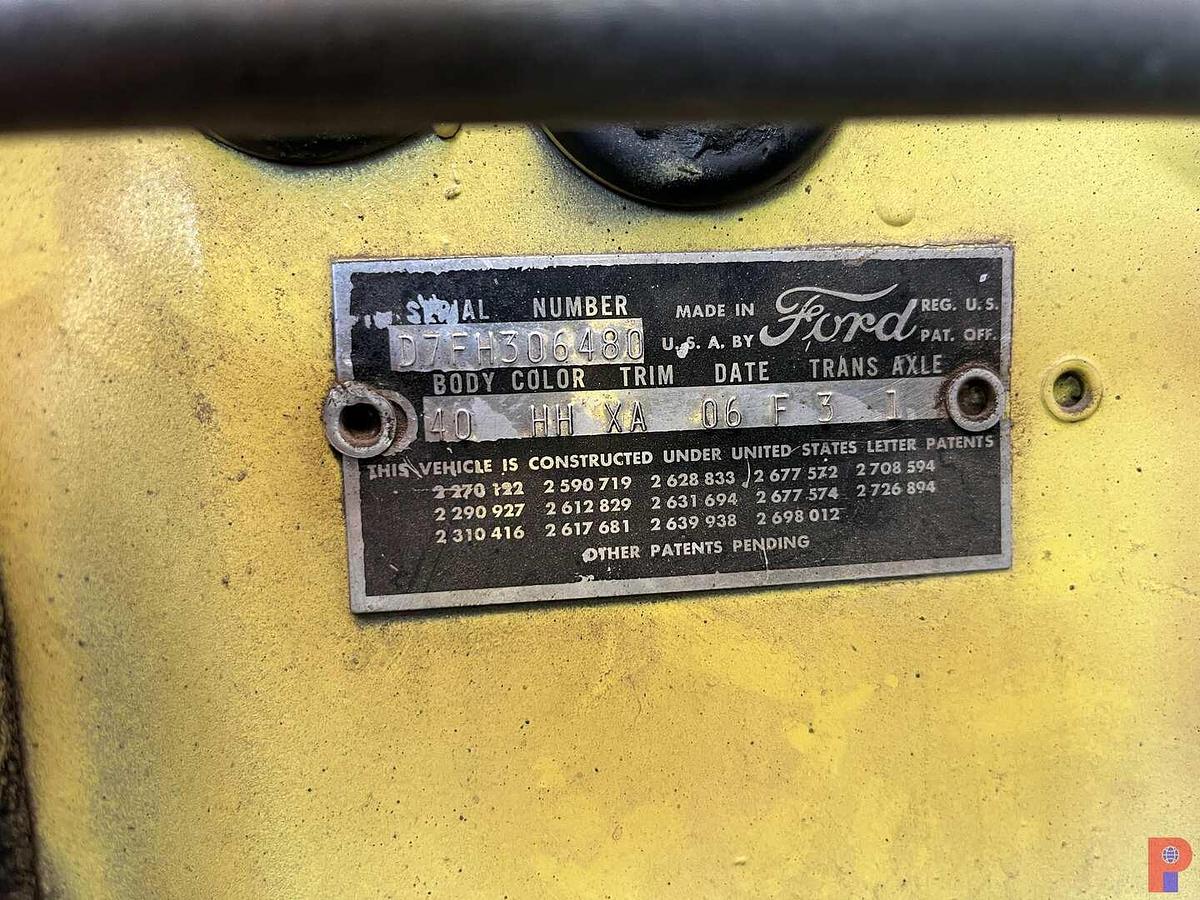 SERIAL NUMBER MADE IN Ford REG. U.S.
D7FH306480 U.S.A. BY PAT. OFF.
BODY COLOR TRIM DATE TRANS AXLE
40 HH XA 06 F 3 1
THIS VEHICLE IS CONSTRUCTED UNDER UNITED STATES LETTER PATENTS
2 270 122 2 590 719 2 628 833 2 677 572 2 708 594
2 290 927 2 612 829 2 631 694 2 677 574 2 726 894
2 310 416 2 617 681 2 639 938 2 698 012
OTHER PATENTS PENDING